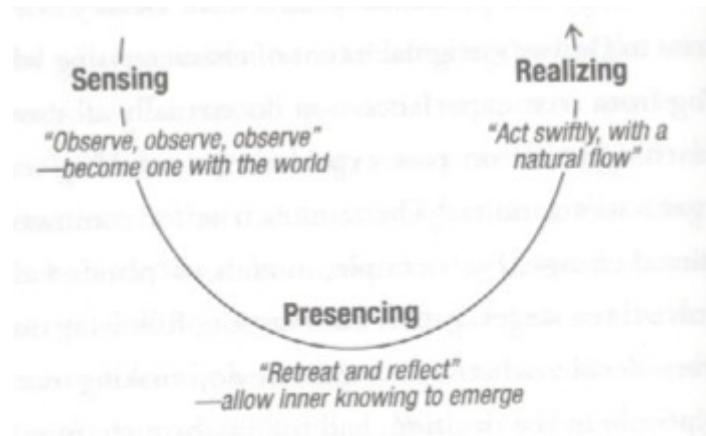 Sensing
"Observe, observe, observe"
—become one with the world
Realizing
"Act swiftly, with a
natural flow"
Presencing
"Retreat and reflect"
—allow inner knowing to emerge